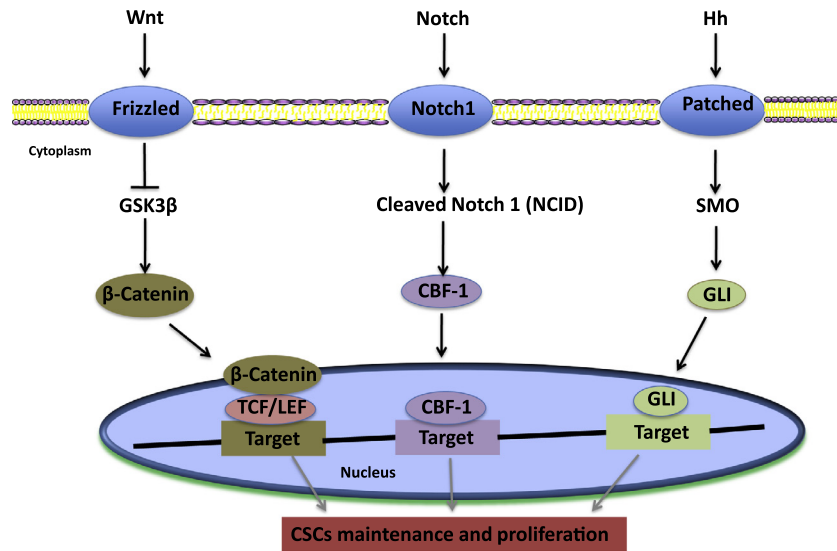 Wnt
Notch
Hh
Frizzled
Notch1
Patched
Cytoplasm
GSK3β
Cleaved Notch 1 (NCID)
SMO
β-Catenin
CBF-1
GLI
β-Catenin
TCF/LEF
CBF-1
GLI
Target
Target
Target
Nucleus
CSCs maintenance and proliferation